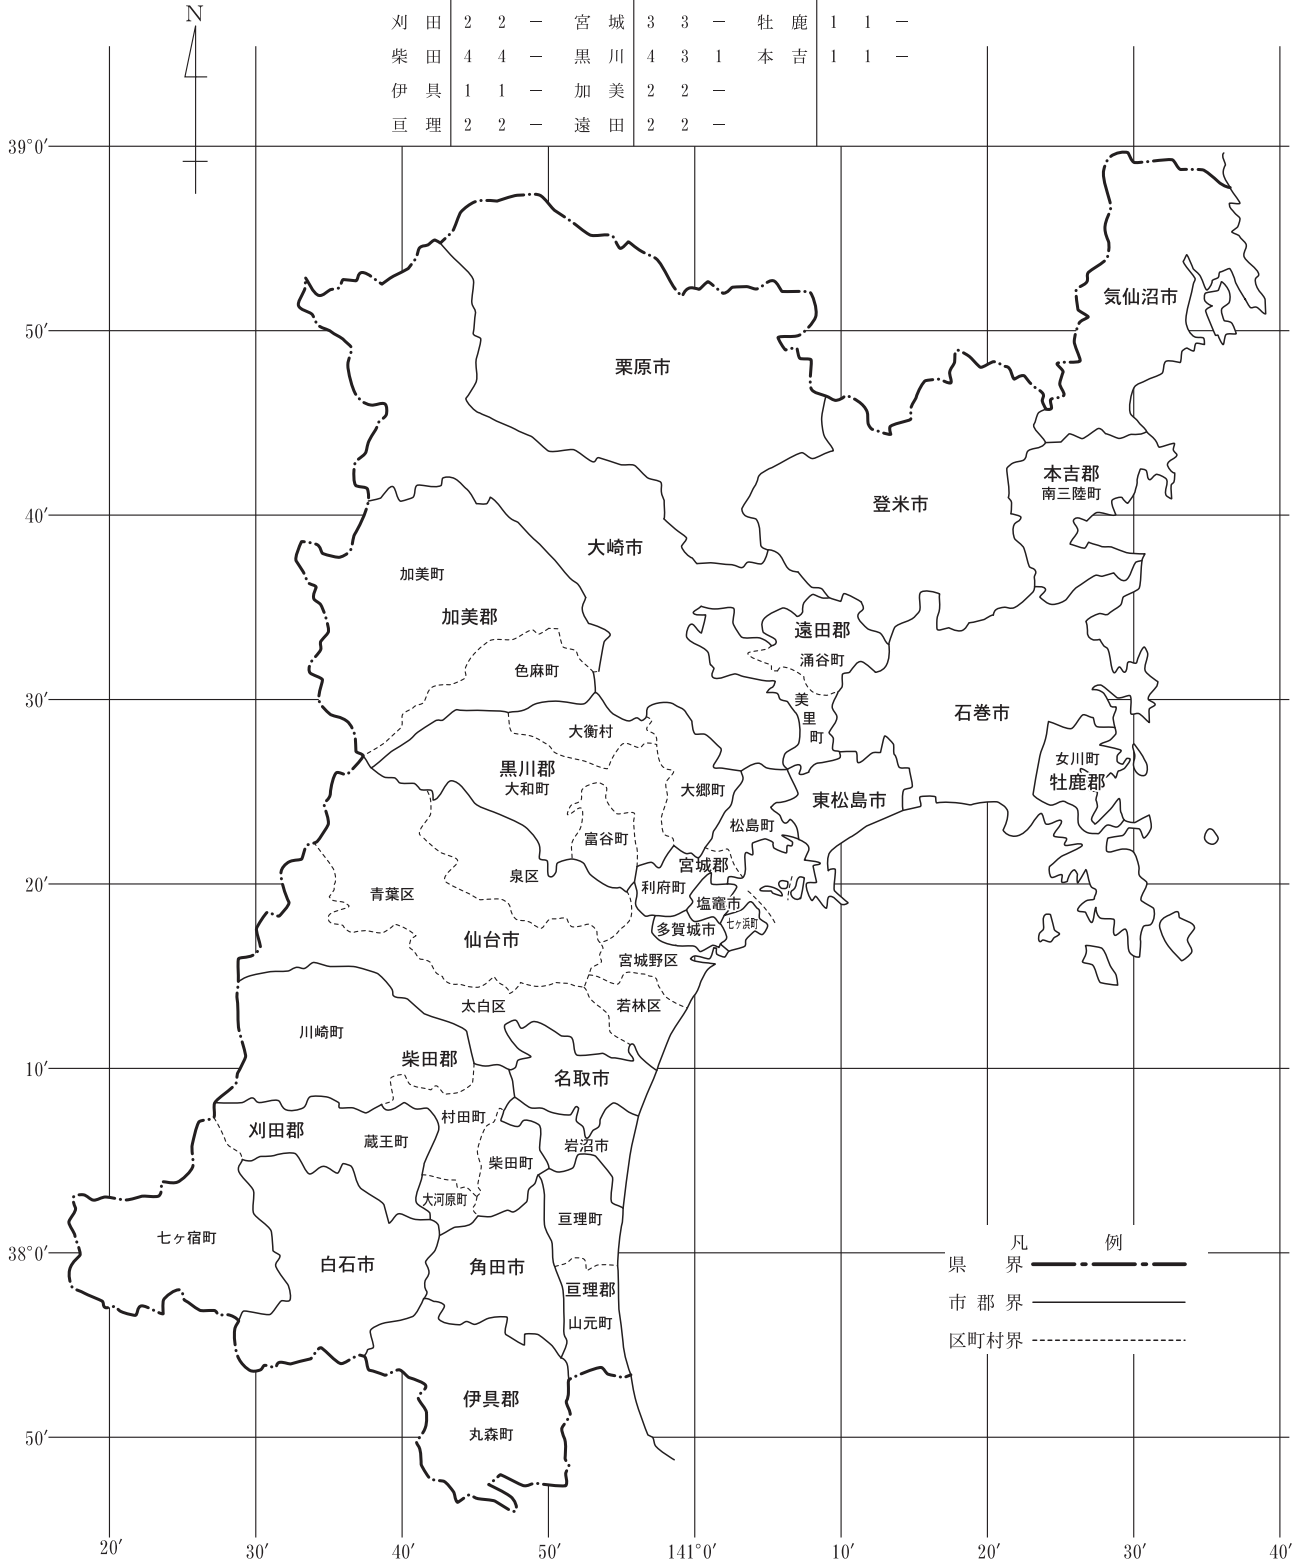 N
刈田 2 2 － 宮城 3 3 － 牡鹿 1 1 －
柴田 4 4 － 黒川 4 3 1 本吉 1 1 －
伊具 1 1 － 加美 2 2 －
亘理 2 2 － 遠田 2 2 －
39°0′
気仙沼市
50′
栗原市
本吉郡
南三陸町
登米市
40′
大崎市
加美町
加美郡
遠田郡
涌谷町
色麻町
30′
美里町
石巻市
大衡村
女川町
牡鹿郡
黒川郡
大和町
大郷町
東松島市
松島町
富谷町
宮城郡
泉区
20′
利府町
青葉区
塩竈市
七ヶ浜町
多賀城市
仙台市
宮城野区
太白区
若林区
川崎町
柴田郡
10′
名取市
村田町
刈田郡
蔵王町
岩沼市
柴田町
大河原町
亘理町
七ヶ宿町
38°0′
白石市
角田市
亘理郡
山元町
凡例
県界
市郡界
区町村界
伊具郡
丸森町
50′
20′ 30′ 40′ 50′ 141°0′ 10′ 20′ 30′ 40′